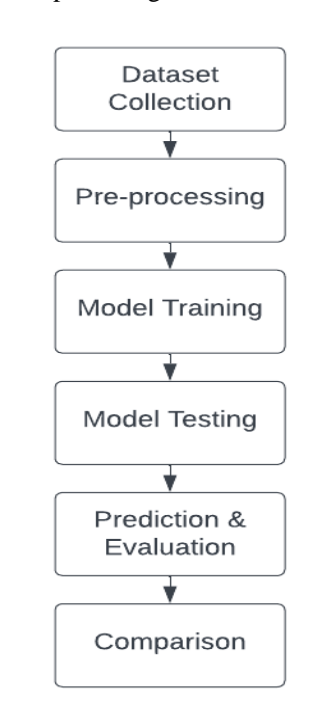 Dataset
Collection
Pre-processing
Model Training
Model Testing
Prediction &
Evaluation
Comparison